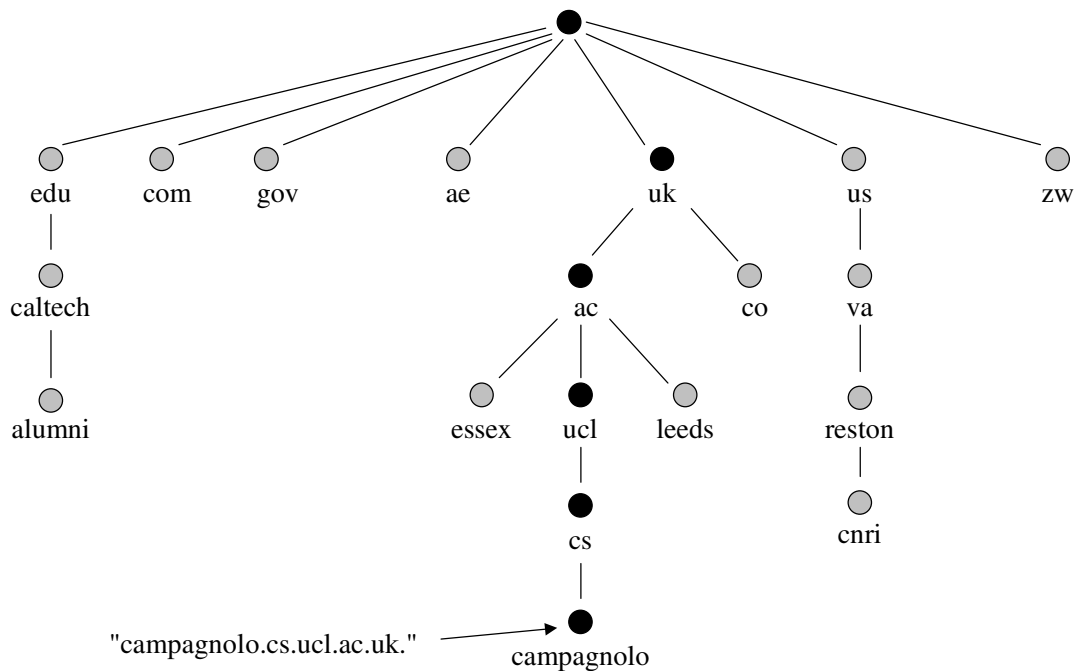 edu com gov ae uk us zw
caltech ac co va
alumni essex ucl leeds reston
cs cnri
"campagnolo.cs.ucl.ac.uk." campagnolo